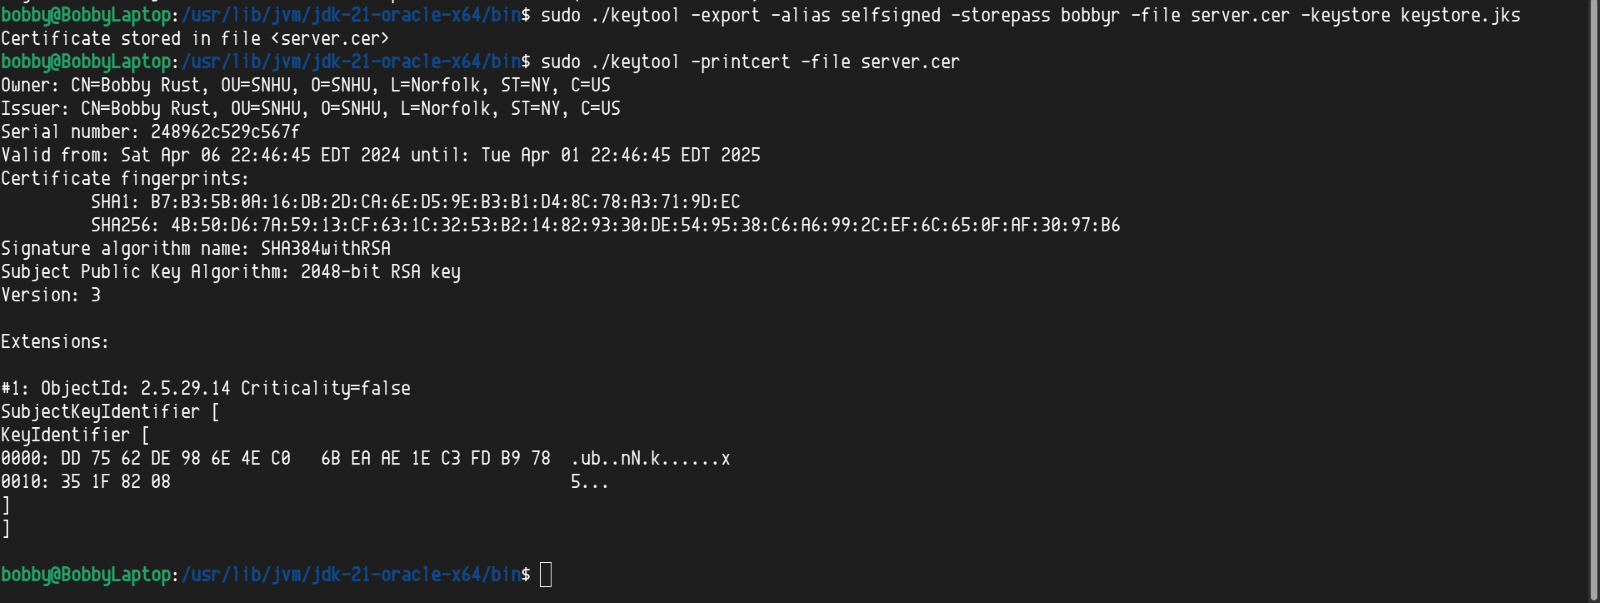 bobby@BobbyLaptop:/usr/lib/jvm/jdk-21-oracle-x64/bin$ sudo ./keytool -export -alias selfsigned -storepass bobbyr -file server.cer -keystore keystore.jks
Certificate stored in file <server.cer>
bobby@BobbyLaptop:/usr/lib/jvm/jdk-21-oracle-x64/bin$ sudo ./keytool -printcert -file server.cer
Owner: CN=Bobby Rust, OU=SNHU, O=SNHU, L=Norfolk, ST=NY, C=US
Issuer: CN=Bobby Rust, OU=SNHU, O=SNHU, L=Norfolk, ST=NY, C=US
Serial number: 248962c529c567f
Valid from: Sat Apr 06 22:46:45 EDT 2024 until: Tue Apr 01 22:46:45 EDT 2025
Certificate fingerprints:
         SHA1: B7:B3:5B:0A:16:DB:2D:CA:6E:D5:9E:B3:B1:D4:8C:78:A3:71:9D:EC
         SHA256: 4B:50:D6:7A:59:13:CF:63:1C:32:53:B2:14:82:93:30:DE:54:95:38:C6:A6:99:2C:EF:6C:65:0F:AF:30:97:B6
Signature algorithm name: SHA384withRSA
Subject Public Key Algorithm: 2048-bit RSA key
Version: 3

Extensions:

#1: ObjectId: 2.5.29.14 Criticality=false
SubjectKeyIdentifier [
KeyIdentifier [
0000: DD 75 62 DE 98 6E 4E C0   6B EA AE 1E C3 FD B9 78  .ub..nN.k......x
0010: 35 1F 82 08                                        5...
]
]

bobby@BobbyLaptop:/usr/lib/jvm/jdk-21-oracle-x64/bin$